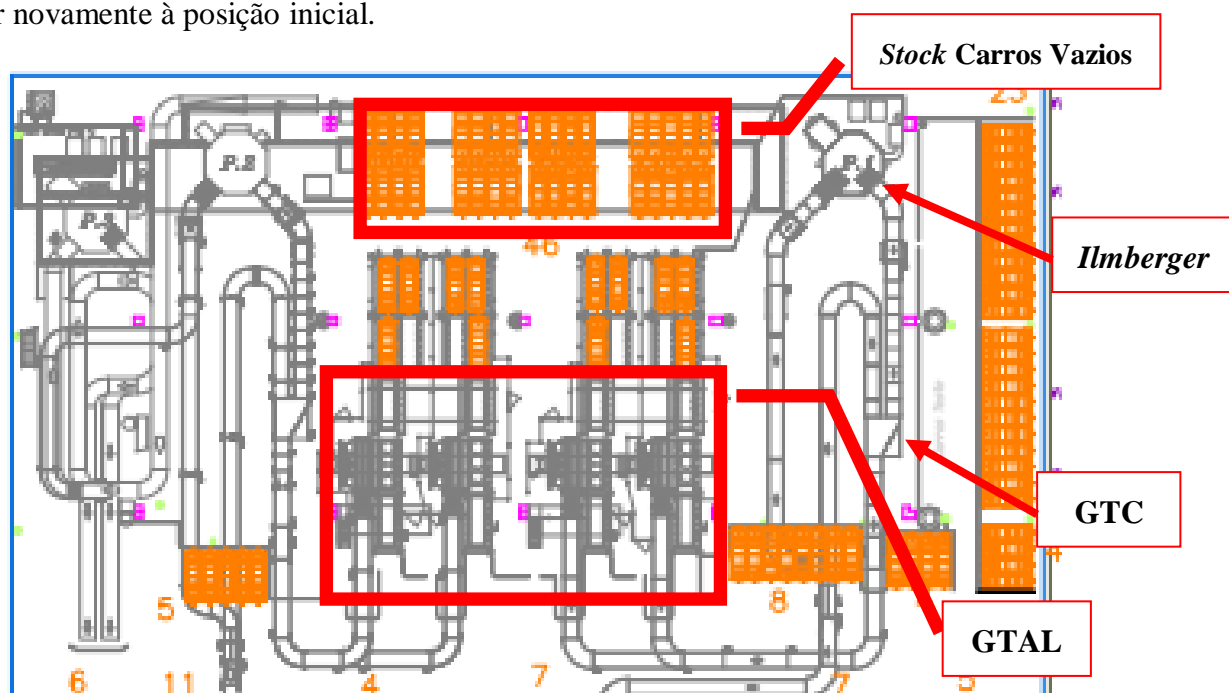 r novamente à posição inicial.
Stock Carros Vazios
23
P.2
P.1
P.3
46
Ilmberger
GTC
GTAL
5
8
4
6
11
4
7
7
5